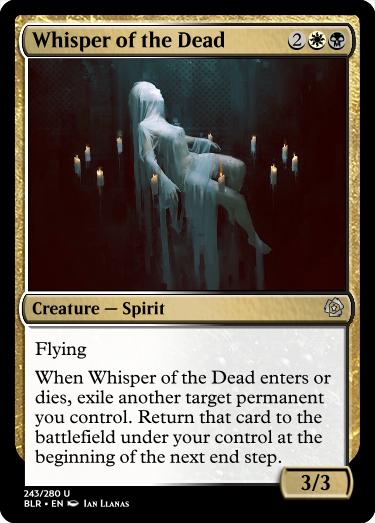 Whisper of the Dead 2
Creature — Spirit
Flying
When Whisper of the Dead enters or
dies, exile another target permanent
you control. Return that card to the
battlefield under your control at the
beginning of the next end step.
3/3
243/280 U
BLR • EN Ian Llanas